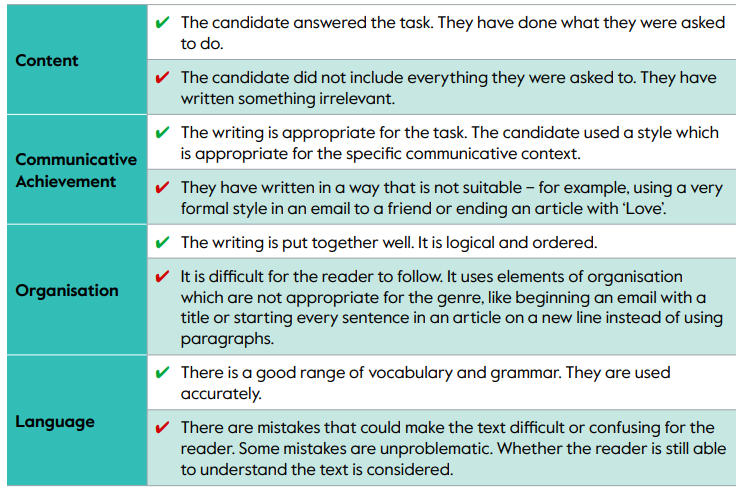 Content
✔ The candidate answered the task. They have done what they were asked
to do.
✔ The candidate did not include everything they were asked to. They have
written something irrelevant.
Communicative
Achievement
✔ The writing is appropriate for the task. The candidate used a style which
is appropriate for the specific communicative context.
✔ They have written in a way that is not suitable – for example, using a very
formal style in an email to a friend or ending an article with ‘Love’.
Organisation
✔ The writing is put together well. It is logical and ordered.
✔ It is difficult for the reader to follow. It uses elements of organisation
which are not appropriate for the genre, like beginning an email with a
title or starting every sentence in an article on a new line instead of using
paragraphs.
Language
✔ There is a good range of vocabulary and grammar. They are used
accurately.
✔ There are mistakes that could make the text difficult or confusing for the
reader. Some mistakes are unproblematic. Whether the reader is still able
to understand the text is considered.